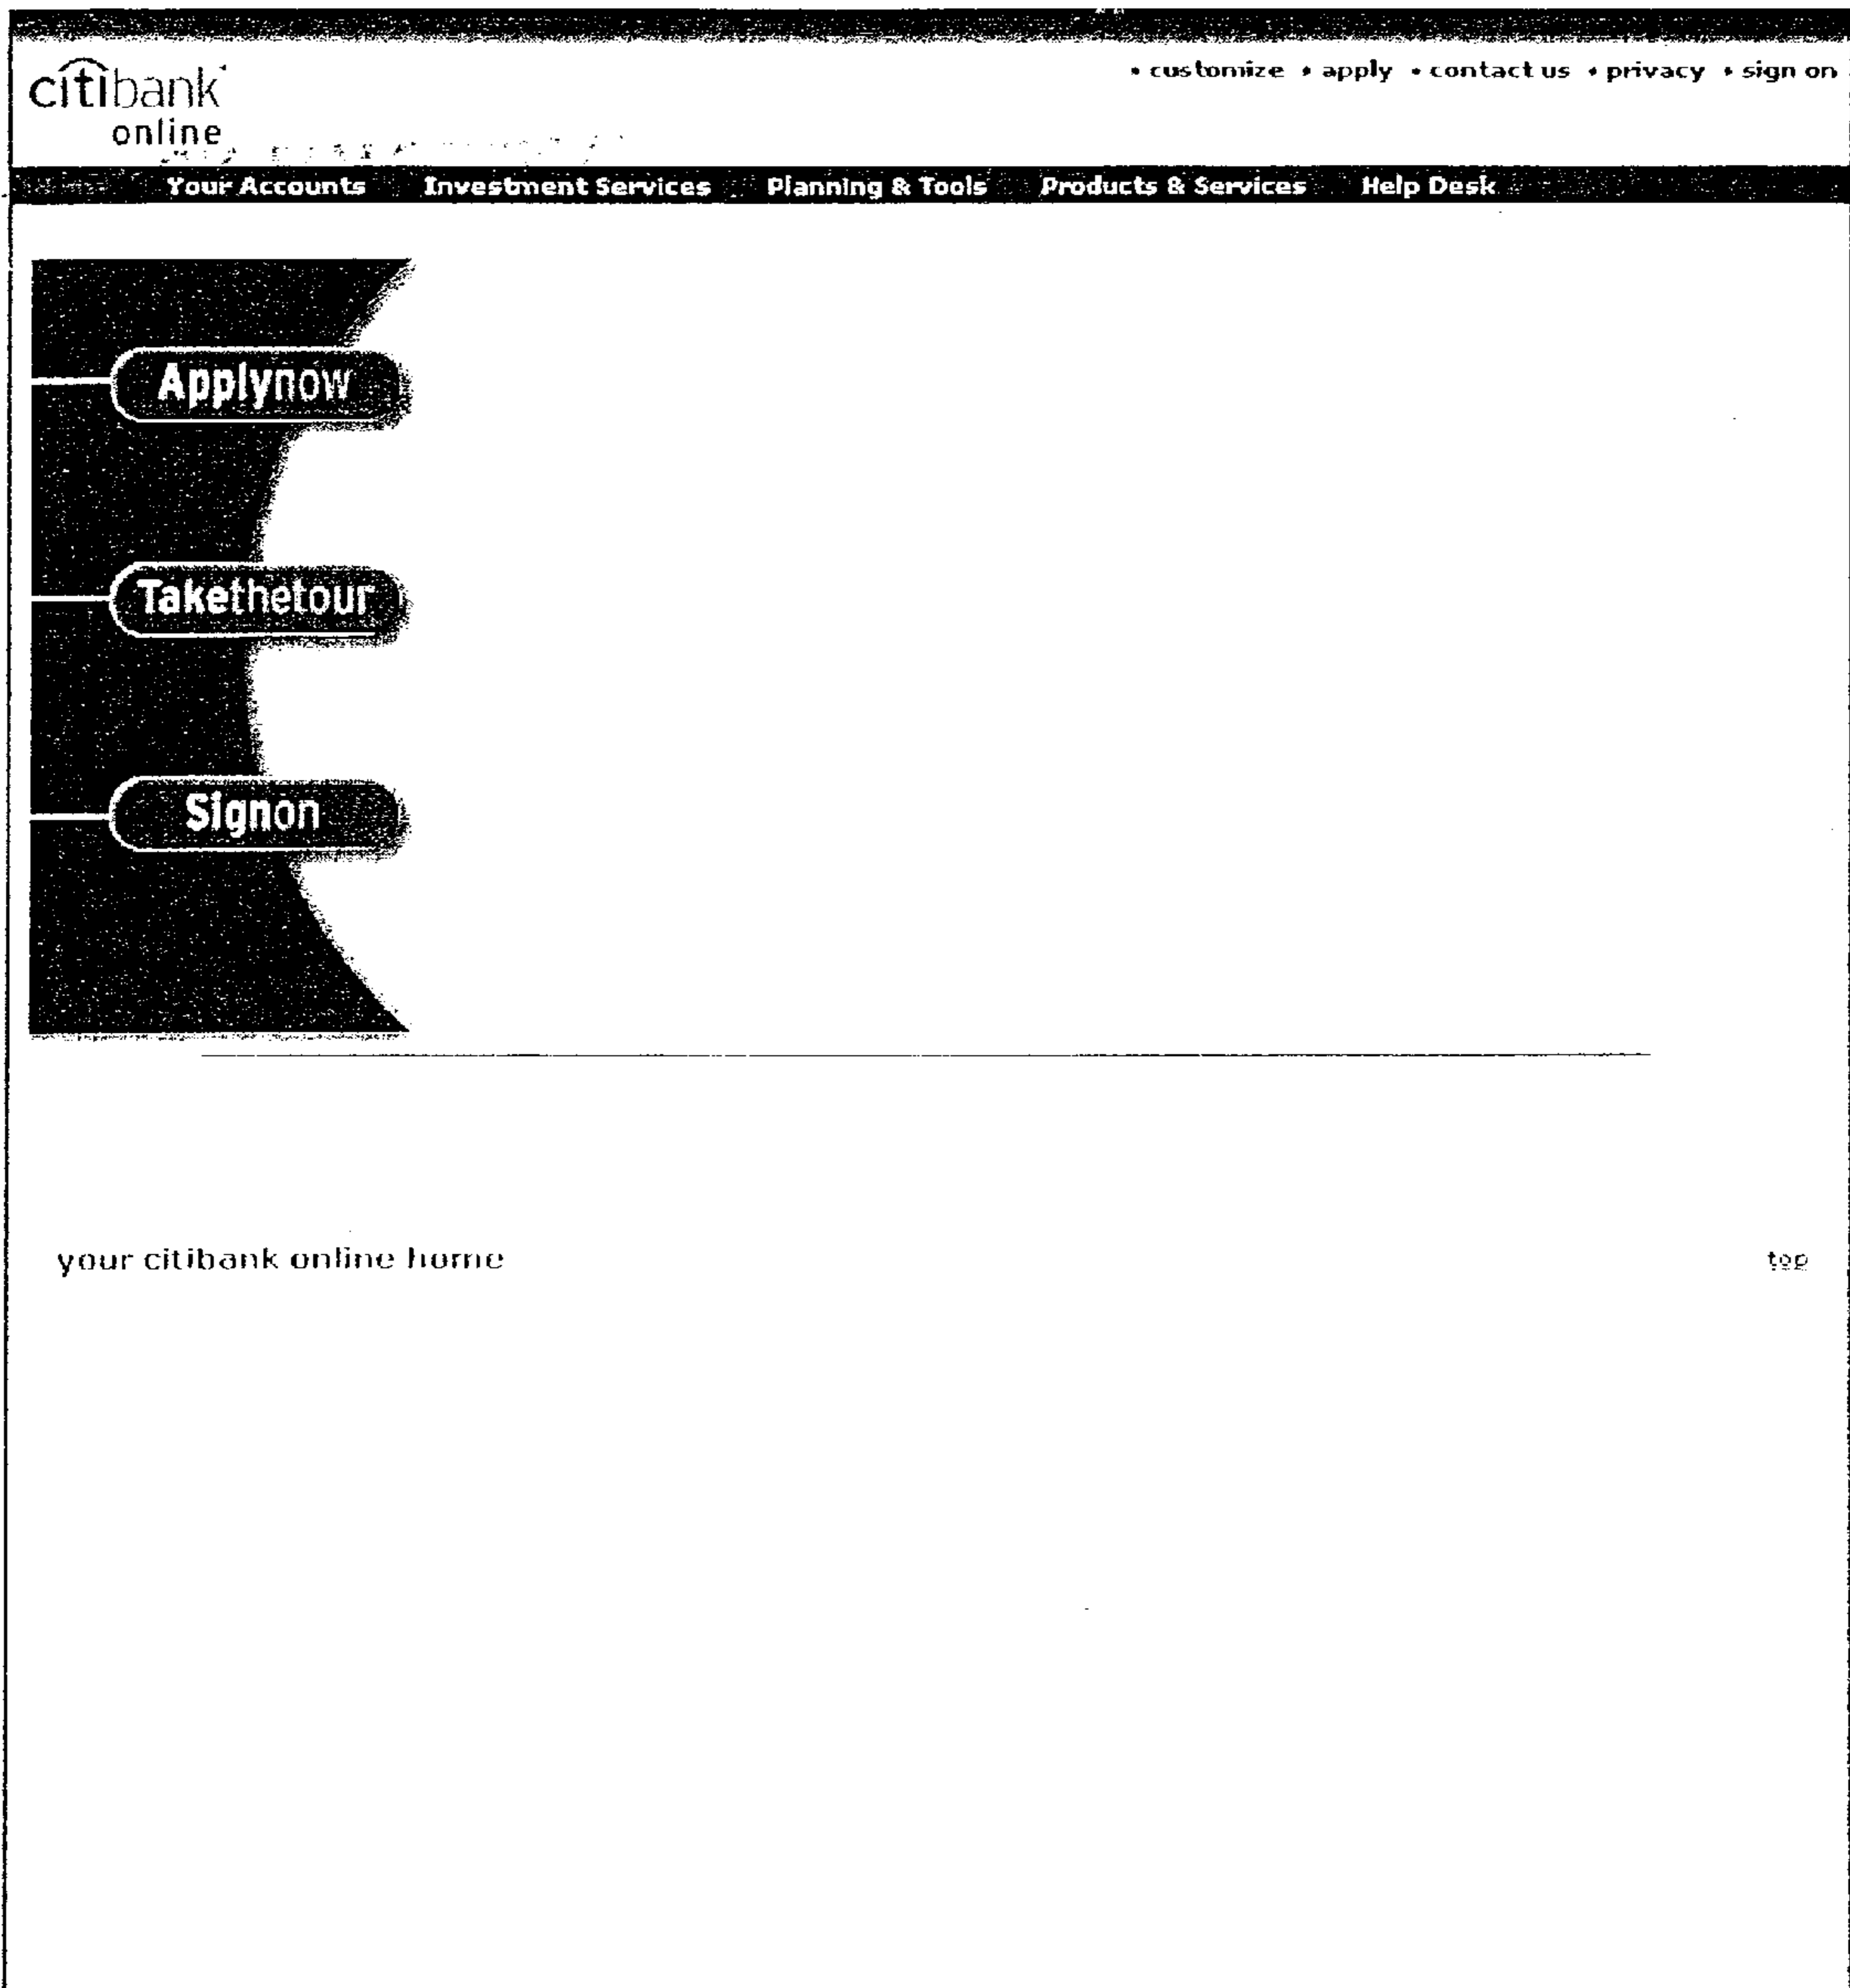 citibank
online
• customize • apply • contact us • privacy • sign on
Your Accounts Investment Services Planning & Tools Products & Services Help Desk
Applynow
Takethetour
Signon
your citibank online home
top